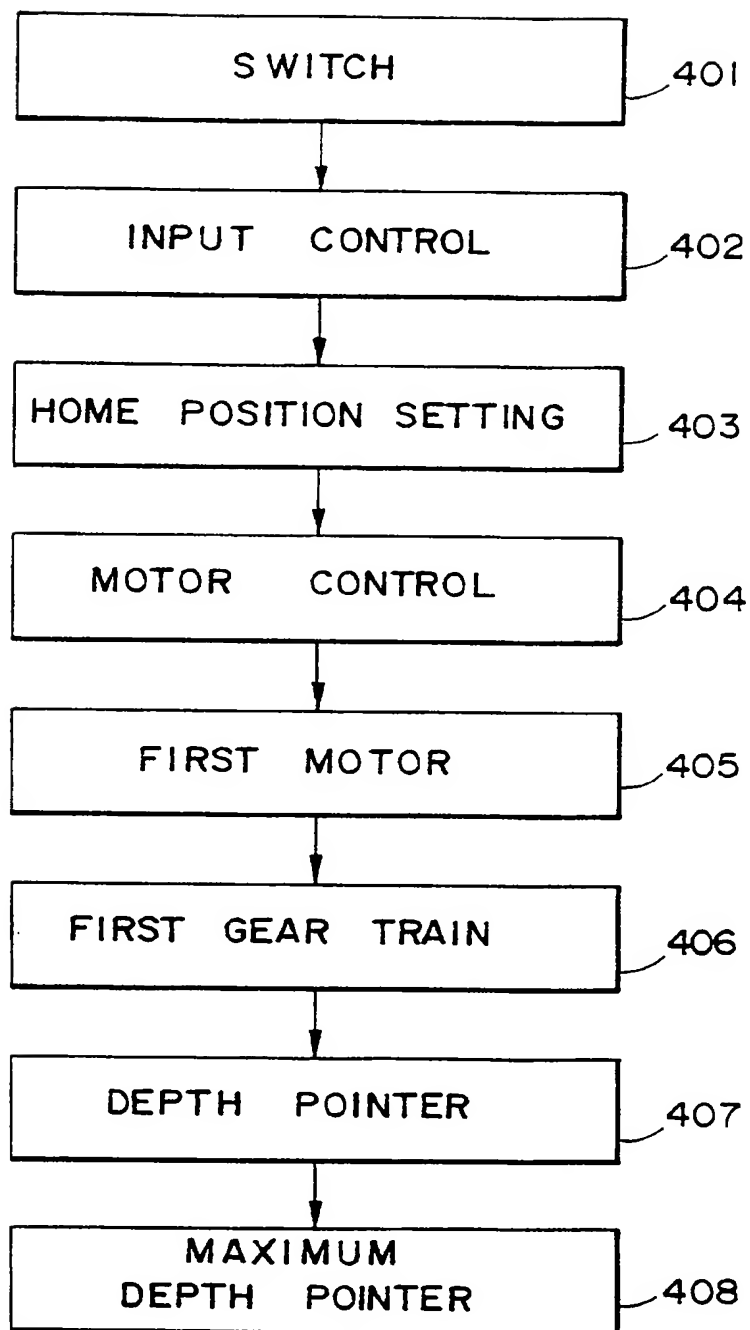 SWITCH
401
INPUT CONTROL
402
HOME POSITION SETTING
403
MOTOR CONTROL
404
FIRST MOTOR
405
FIRST GEAR TRAIN
406
DEPTH POINTER
407
MAXIMUM
DEPTH POINTER
408